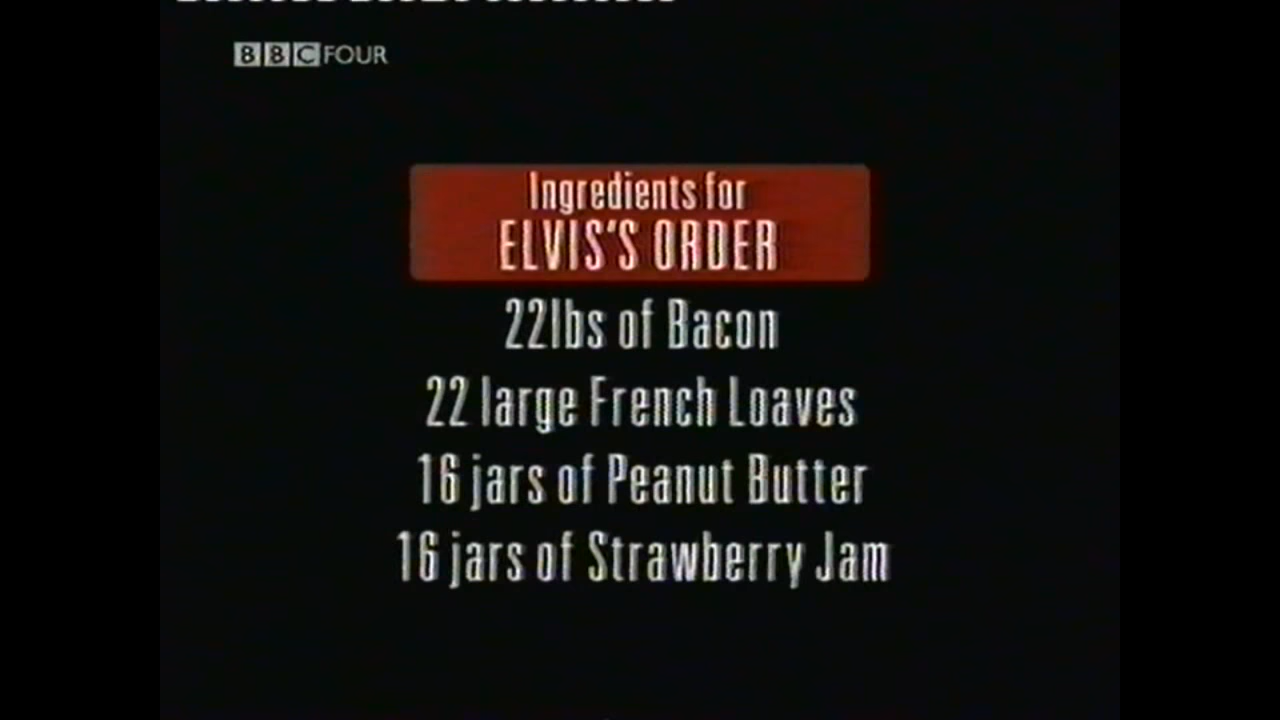 BBC FOUR
Ingredients for
ELVIS'S ORDER
22lbs of Bacon
22 large French Loaves
16 jars of Peanut Butter
16 jars of Strawberry Jam